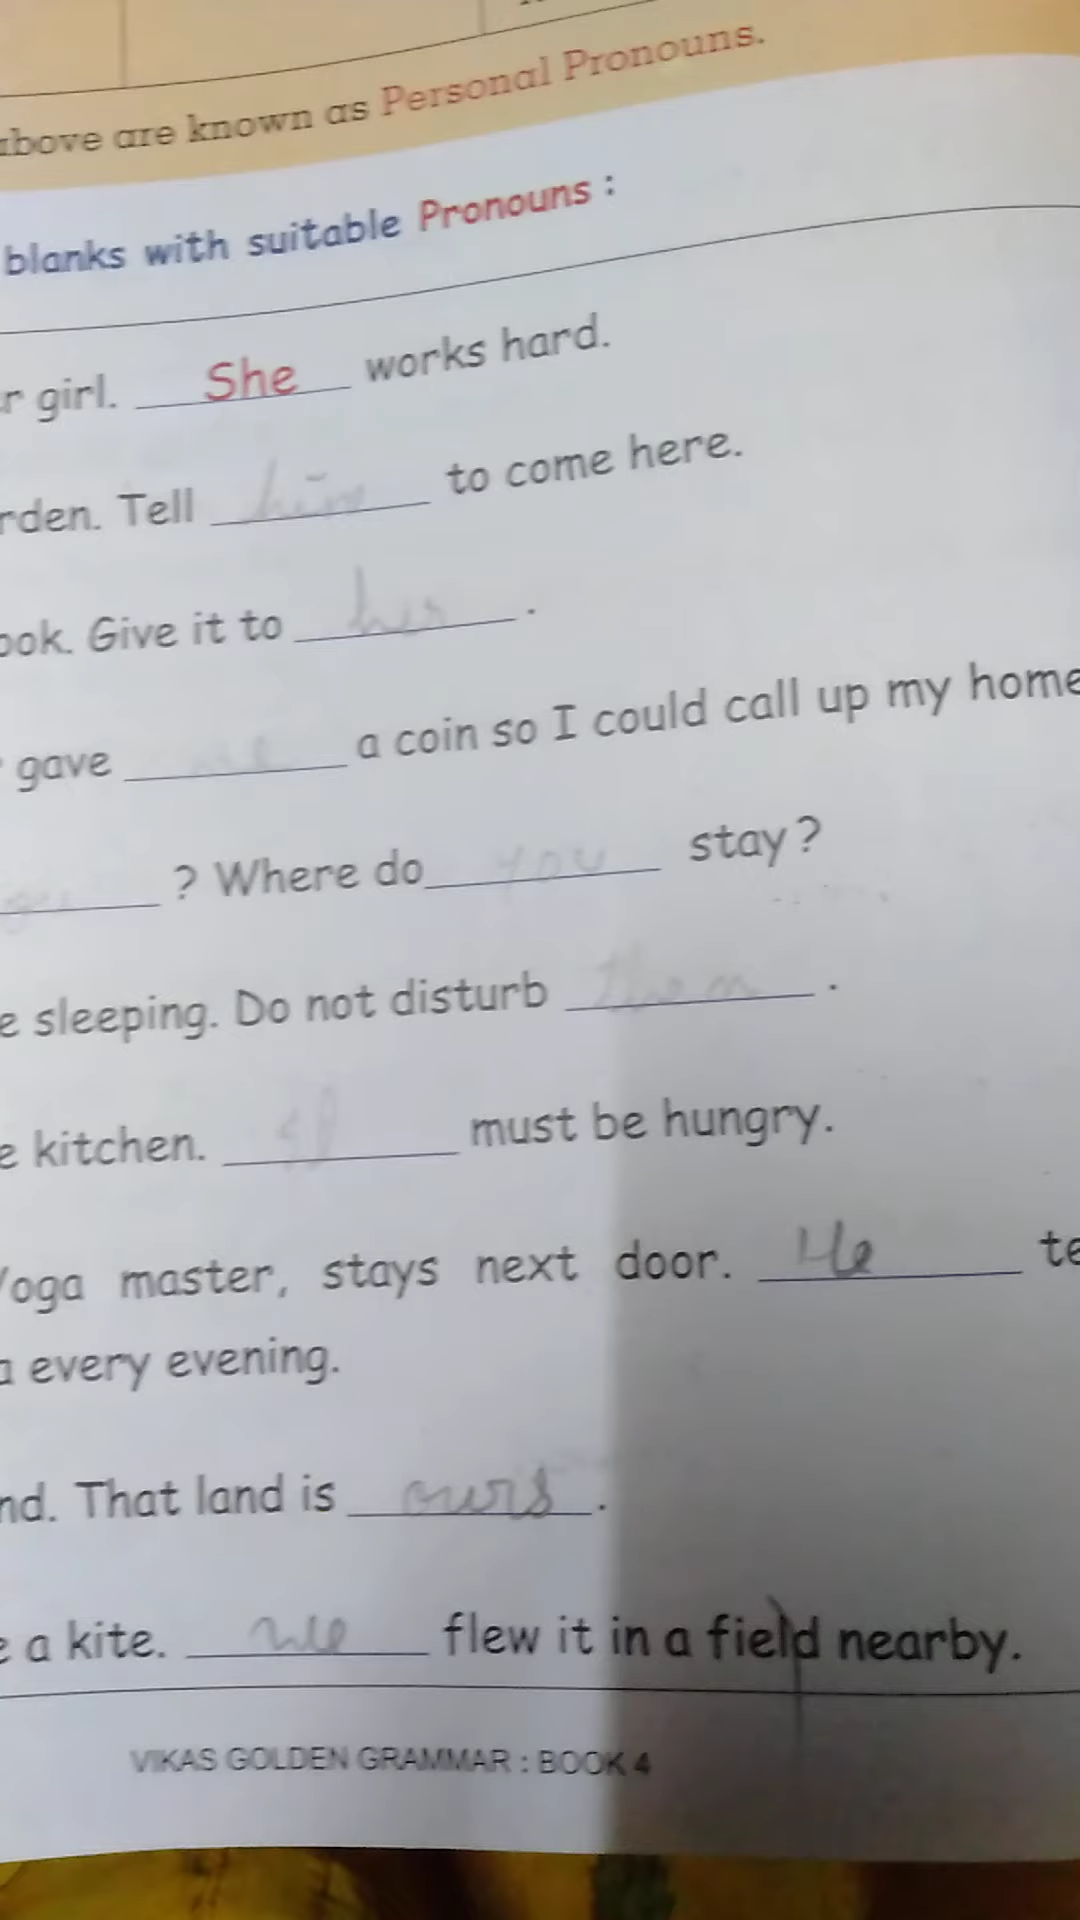 above are known as Personal Pronouns.
blanks with suitable Pronouns :
r girl. She works hard.
rden. Tell him to come here.
ook. Give it to her .
gave me a coin so I could call up my home
? Where do you stay?
e sleeping. Do not disturb them .
e kitchen. must be hungry.
Yoga master, stays next door. He te
a every evening.
nd. That land is ours .
e a kite. we flew it in a field nearby.
VIKAS GOLDEN GRAMMAR : BOOK 4